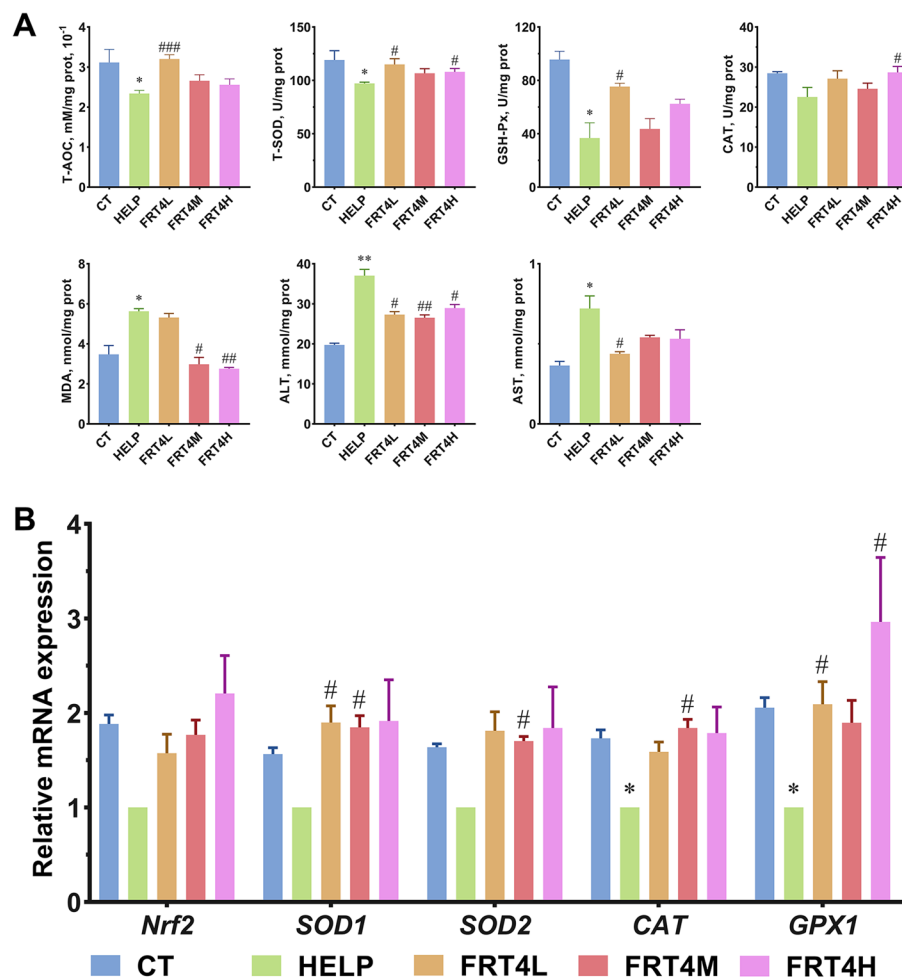 A
T-AOC, mM/mg prot, 10⁻¹
4
3
2
1
0
*
###
CT
HELP
FRT4L
FRT4M
FRT4H
T-SOD, U/mg prot
150
100
50
0
*
#
#
CT
HELP
FRT4L
FRT4M
FRT4H
GSH-Px, U/mg prot
120
80
40
0
*
#
CT
HELP
FRT4L
FRT4M
FRT4H
CAT, U/mg prot
40
30
20
10
0
#
CT
HELP
FRT4L
FRT4M
FRT4H
MDA, nmol/mg prot
8
6
4
2
0
*
#
##
CT
HELP
FRT4L
FRT4M
FRT4H
ALT, mmol/mg prot
40
30
20
10
0
**
#
##
#
CT
HELP
FRT4L
FRT4M
FRT4H
AST, mmol/mg prot
1
0
*
#
CT
HELP
FRT4L
FRT4M
FRT4H
B
Relative mRNA expression
4
3
2
1
0
# #
#
* #
* # #
Nrf2 SOD1 SOD2 CAT GPX1
CT HELP FRT4L FRT4M FRT4H